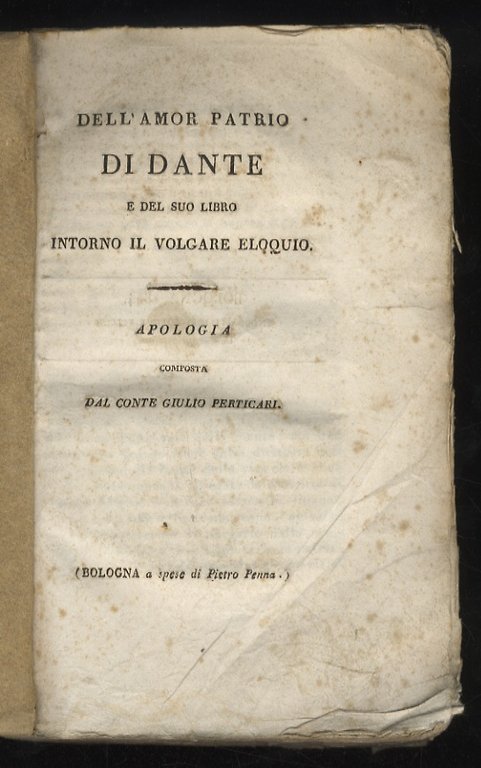 DELL'AMOR PATRIO
DI DANTE
E DEL SUO LIBRO
INTORNO IL VOLGARE ELOQUIO.
APOLOGIA
COMPOSTA
DAL CONTE GIULIO PERTICARI.
(BOLOGNA a spese di Pietro Penna.)